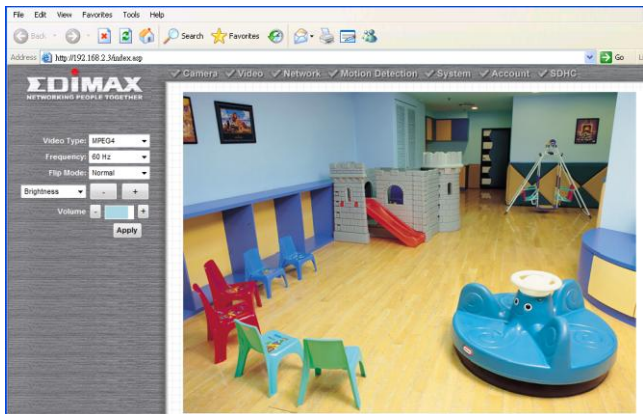 File Edit View Favorites Tools Help
Back Search Favorites
Address http://192.168.2.3/index.asp Go
Camera Video Network Motion Detection System Account SDHC
EDIMAX
NETWORKING PEOPLE TOGETHER
Video Type: MPEG4
Frequency: 60 Hz
Flip Mode: Normal
Brightness - +
Volume - +
Apply